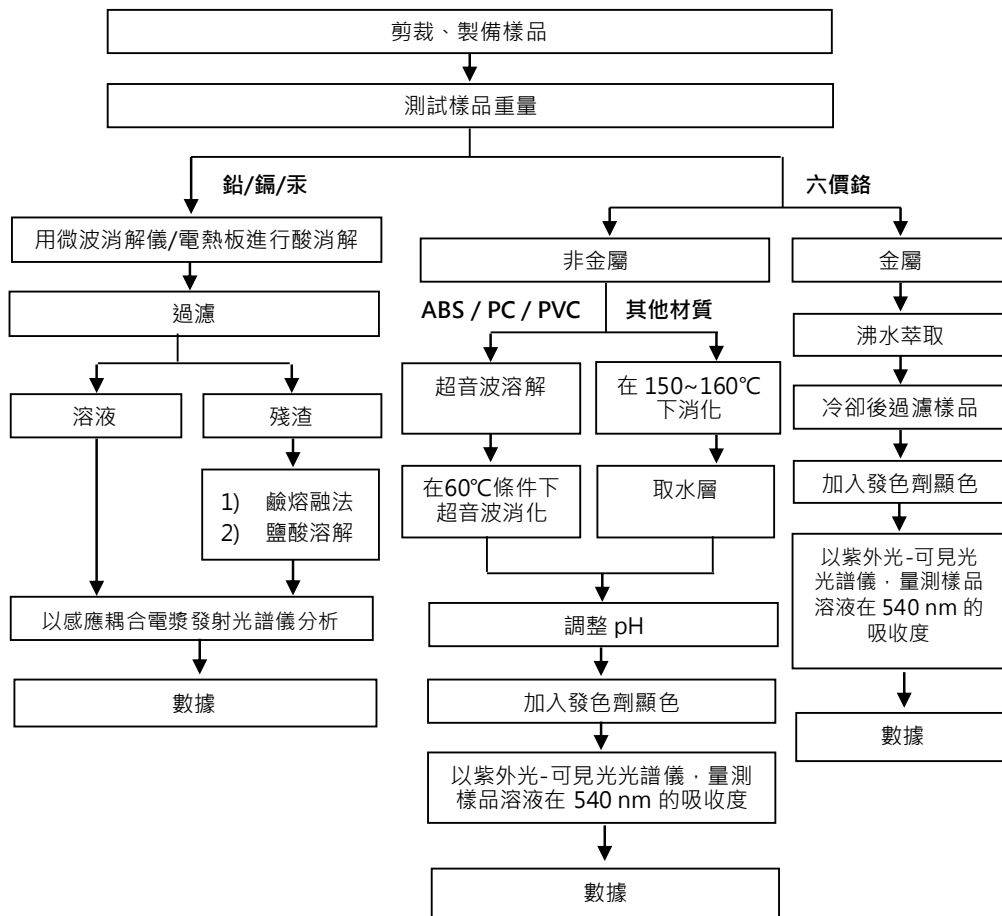 剪裁、製備樣品
測試樣品重量
鉛/鎘/汞
六價鉻
用微波消解儀/電熱板進行酸消解
過濾
溶液
殘渣
1) 鹼熔融法
2) 鹽酸溶解
以感應耦合電漿發射光譜儀分析
數據
非金屬
ABS / PC / PVC
其他材質
超音波溶解
在 150~160℃
下消化
在60℃條件下
超音波消化
取水層
調整 pH
加入發色劑顯色
以紫外光-可見光光譜儀，量測
樣品溶液在 540 nm 的吸收度
數據
金屬
沸水萃取
冷卻後過濾樣品
加入發色劑顯色
以紫外光-可見光
光譜儀，量測樣品
溶液在 540 nm 的
吸收度
數據